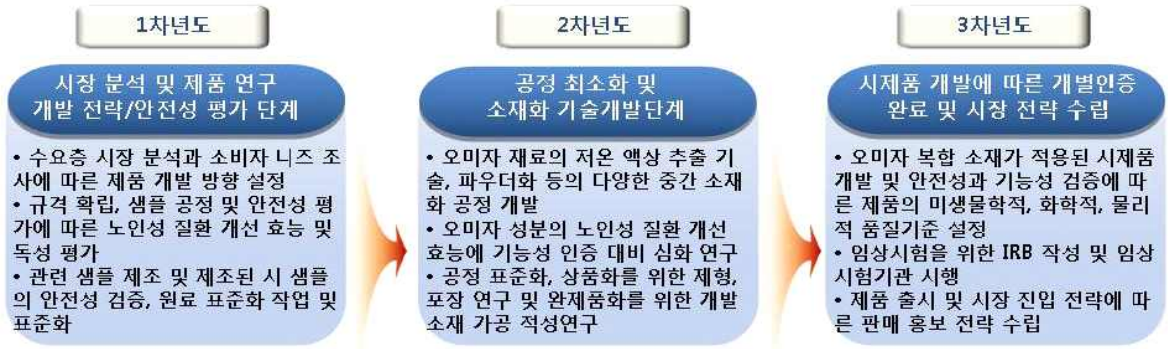 1차년도
시장 분석 및 제품 연구
개발 전략/안전성 평가 단계
• 수요층 시장 분석과 소비자 니즈 조
사에 따른 제품 개발 방향 설정
• 규격 확립, 샘플 공정 및 안전성 평
가에 따른 노인성 질환 개선 효능 및
독성 평가
• 관련 샘플 제조 및 제조된 시 샘플
의 안전성 검증, 원료 표준화 작업 및
표준화
2차년도
공정 최소화 및
소재화 기술개발단계
• 오미자 재료의 저온 액상 추출 기
술, 파우더화 등의 다양한 중간 소재
화 공정 개발
• 오미자 성분의 노인성 질환 개선
효능에 기능성 인증 대비 심화 연구
• 공정 표준화, 상품화를 위한 제형,
포장 연구 및 완제품화를 위한 개발
소재 가공 적성연구
3차년도
시제품 개발에 따른 개별인증
완료 및 시장 전략 수립
• 오미자 복합 소재가 적용된 시제품
개발 및 안전성과 기능성 검증에 따
른 제품의 미생물학적, 화학적, 물리
적 품질기준 설정
• 임상시험을 위한 IRB 작성 및 임상
시험기관 시행
• 제품 출시 및 시장 진입 전략에 따
른 판매 홍보 전략 수립